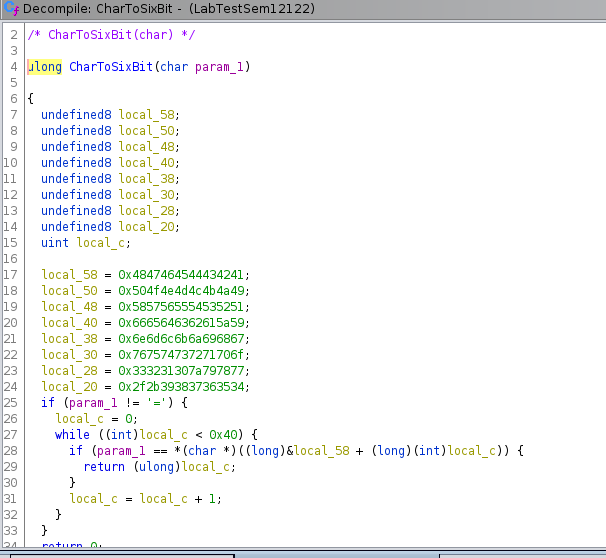 Decompile: CharToSixBit - (LabTestSem12122)
2 /* CharToSixBit(char) */
3
4 ulong CharToSixBit(char param_1)
5
6 {
7 undefined8 local_58;
8 undefined8 local_50;
9 undefined8 local_48;
10 undefined8 local_40;
11 undefined8 local_38;
12 undefined8 local_30;
13 undefined8 local_28;
14 undefined8 local_20;
15 uint local_c;
16
17 local_58 = 0x4847464544434241;
18 local_50 = 0x504f4e4d4c4b4a49;
19 local_48 = 0x5857565554535251;
20 local_40 = 0x6665646362615a59;
21 local_38 = 0x6e6d6c6b6a696867;
22 local_30 = 0x767574737271706f;
23 local_28 = 0x333231307a797877;
24 local_20 = 0x2f2b393837363534;
25 if (param_1 != '=') {
26 local_c = 0;
27 while ((int)local_c < 0x40) {
28 if (param_1 == *(char *)((long)&local_58 + (long)(int)local_c)) {
29 return (ulong)local_c;
30 }
31 local_c = local_c + 1;
32 }
33 }
34 return 0;